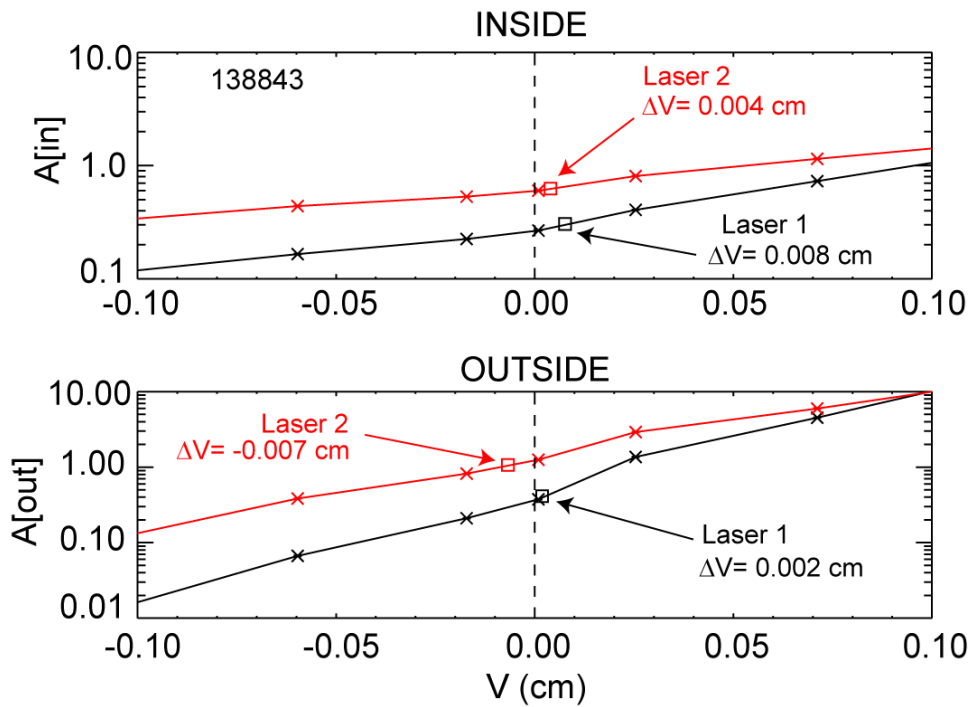 INSIDE
10.0
138843
Laser 2
ΔV= 0.004 cm
A[in]
1.0
Laser 1
ΔV= 0.008 cm
0.1
-0.10 -0.05 0.00 0.05 0.10
OUTSIDE
10.00
Laser 2
ΔV= -0.007 cm
1.00
A[out]
0.10
Laser 1
ΔV= 0.002 cm
0.01
-0.10 -0.05 0.00 0.05 0.10
V (cm)